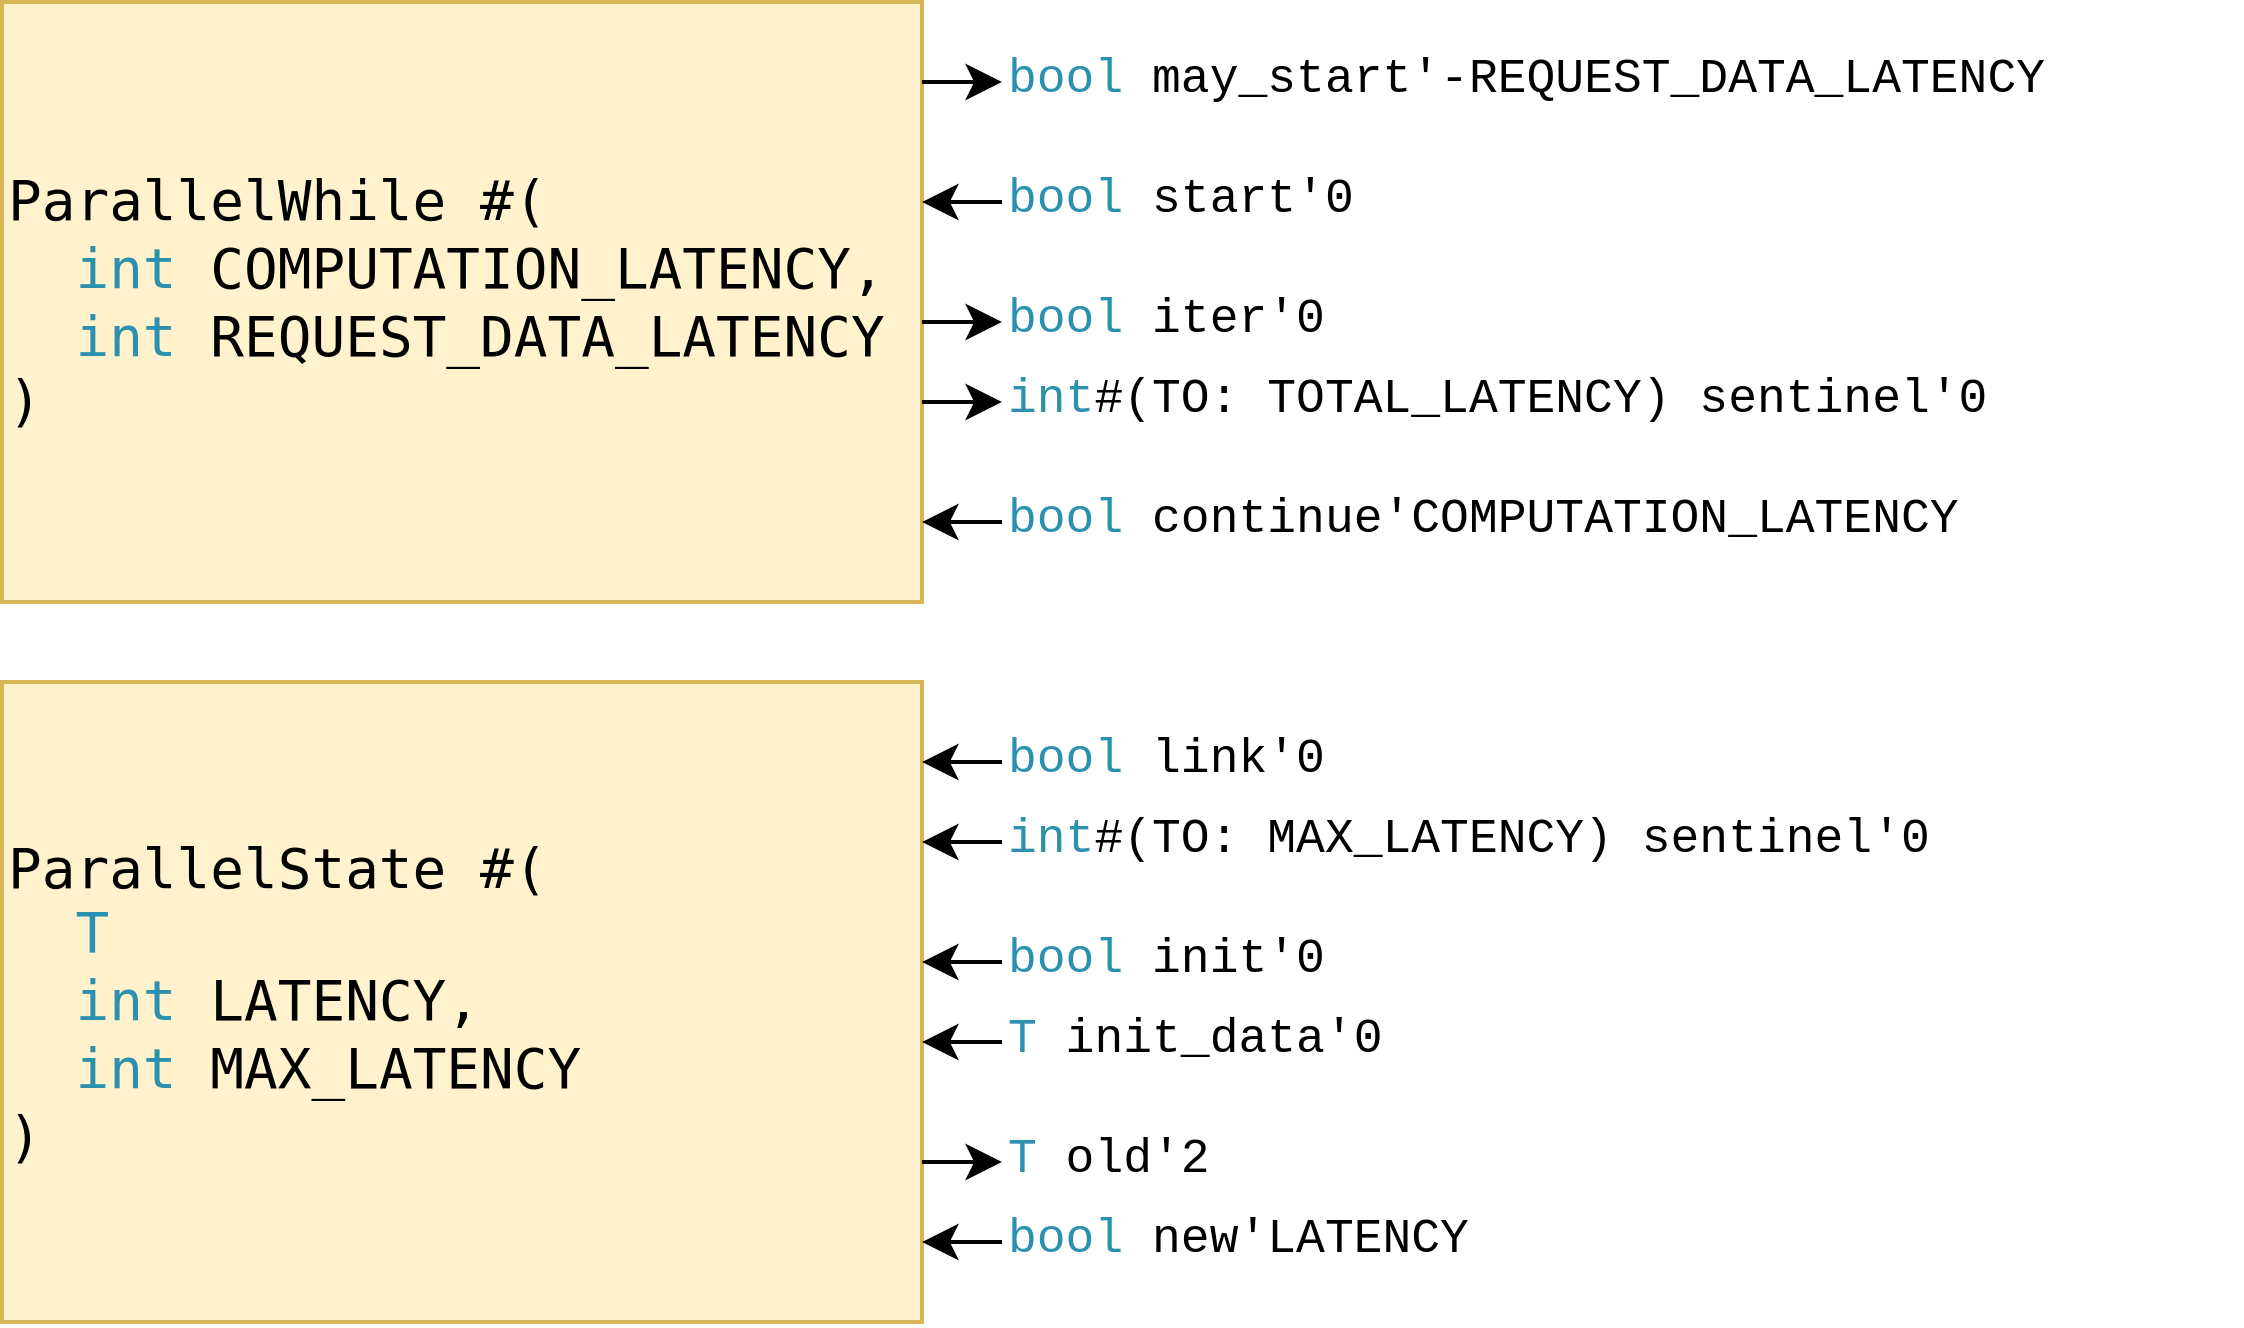 ParallelWhile #(
  int COMPUTATION_LATENCY,
  int REQUEST_DATA_LATENCY
)
bool may_start'-REQUEST_DATA_LATENCY
bool start'0
bool iter'0
int#(TO: TOTAL_LATENCY) sentinel'0
bool continue'COMPUTATION_LATENCY
ParallelState #(
  T
  int LATENCY,
  int MAX_LATENCY
)
bool link'0
int#(TO: MAX_LATENCY) sentinel'0
bool init'0
T init_data'0
T old'2
bool new'LATENCY